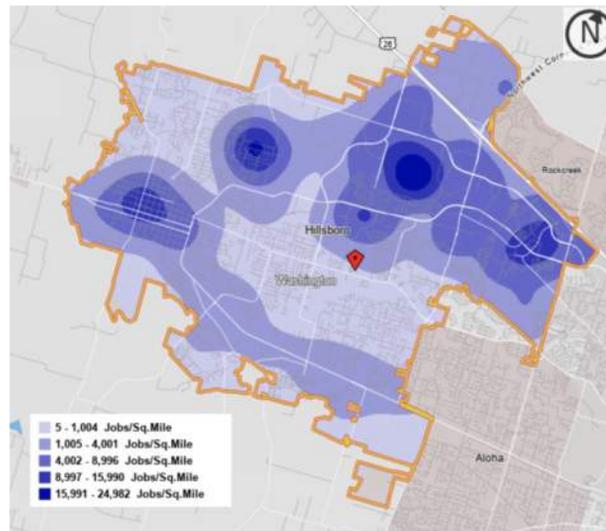 N
26
Northwest Corn
Rockcreek
Hillsboro
Washington
Aloha
5 - 1,004 Jobs/Sq.Mile
1,005 - 4,001 Jobs/Sq.Mile
4,002 - 8,996 Jobs/Sq.Mile
8,997 - 15,990 Jobs/Sq.Mile
15,991 - 24,982 Jobs/Sq.Mile